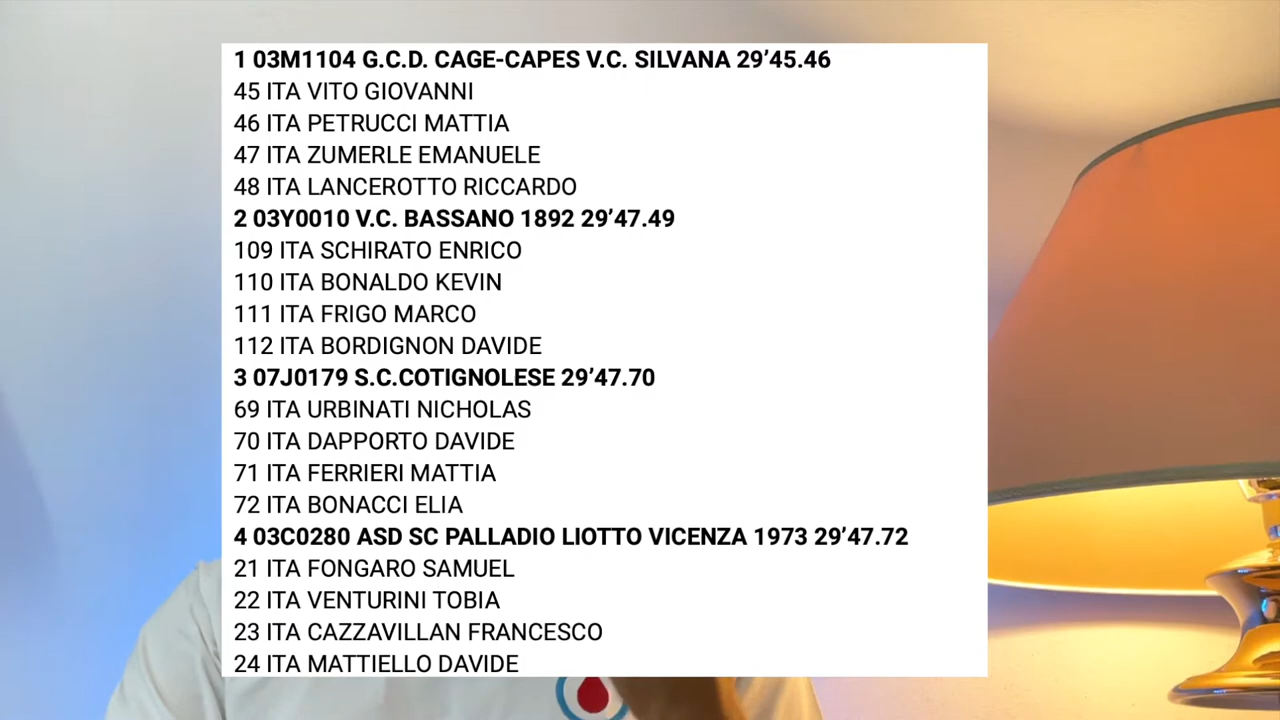 1 03M1104 G.C.D. CAGE-CAPES V.C. SILVANA 29’45.46
45 ITA VITO GIOVANNI
46 ITA PETRUCCI MATTIA
47 ITA ZUMERLE EMANUELE
48 ITA LANCEROTTO RICCARDO
2 03Y0010 V.C. BASSANO 1892 29’47.49
109 ITA SCHIRATO ENRICO
110 ITA BONALDO KEVIN
111 ITA FRIGO MARCO
112 ITA BORDIGNON DAVIDE
3 07J0179 S.C.COTIGNOLESE 29’47.70
69 ITA URBINATI NICHOLAS
70 ITA DAPPORTO DAVIDE
71 ITA FERRIERI MATTIA
72 ITA BONACCI ELIA
4 03C0280 ASD SC PALLADIO LIOTTO VICENZA 1973 29’47.72
21 ITA FONGARO SAMUEL
22 ITA VENTURINI TOBIA
23 ITA CAZZAVILLAN FRANCESCO
24 ITA MATTIELLO DAVIDE